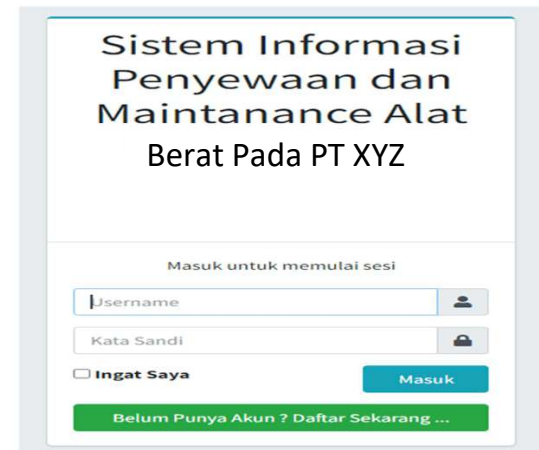 Sistem Informasi
Penyewaan dan
Maintanance Alat
Berat Pada PT XYZ
Masuk untuk memulai sesi
Username
Kata Sandi
Ingat Saya
Masuk
Belum Punya Akun ? Daftar Sekarang ...